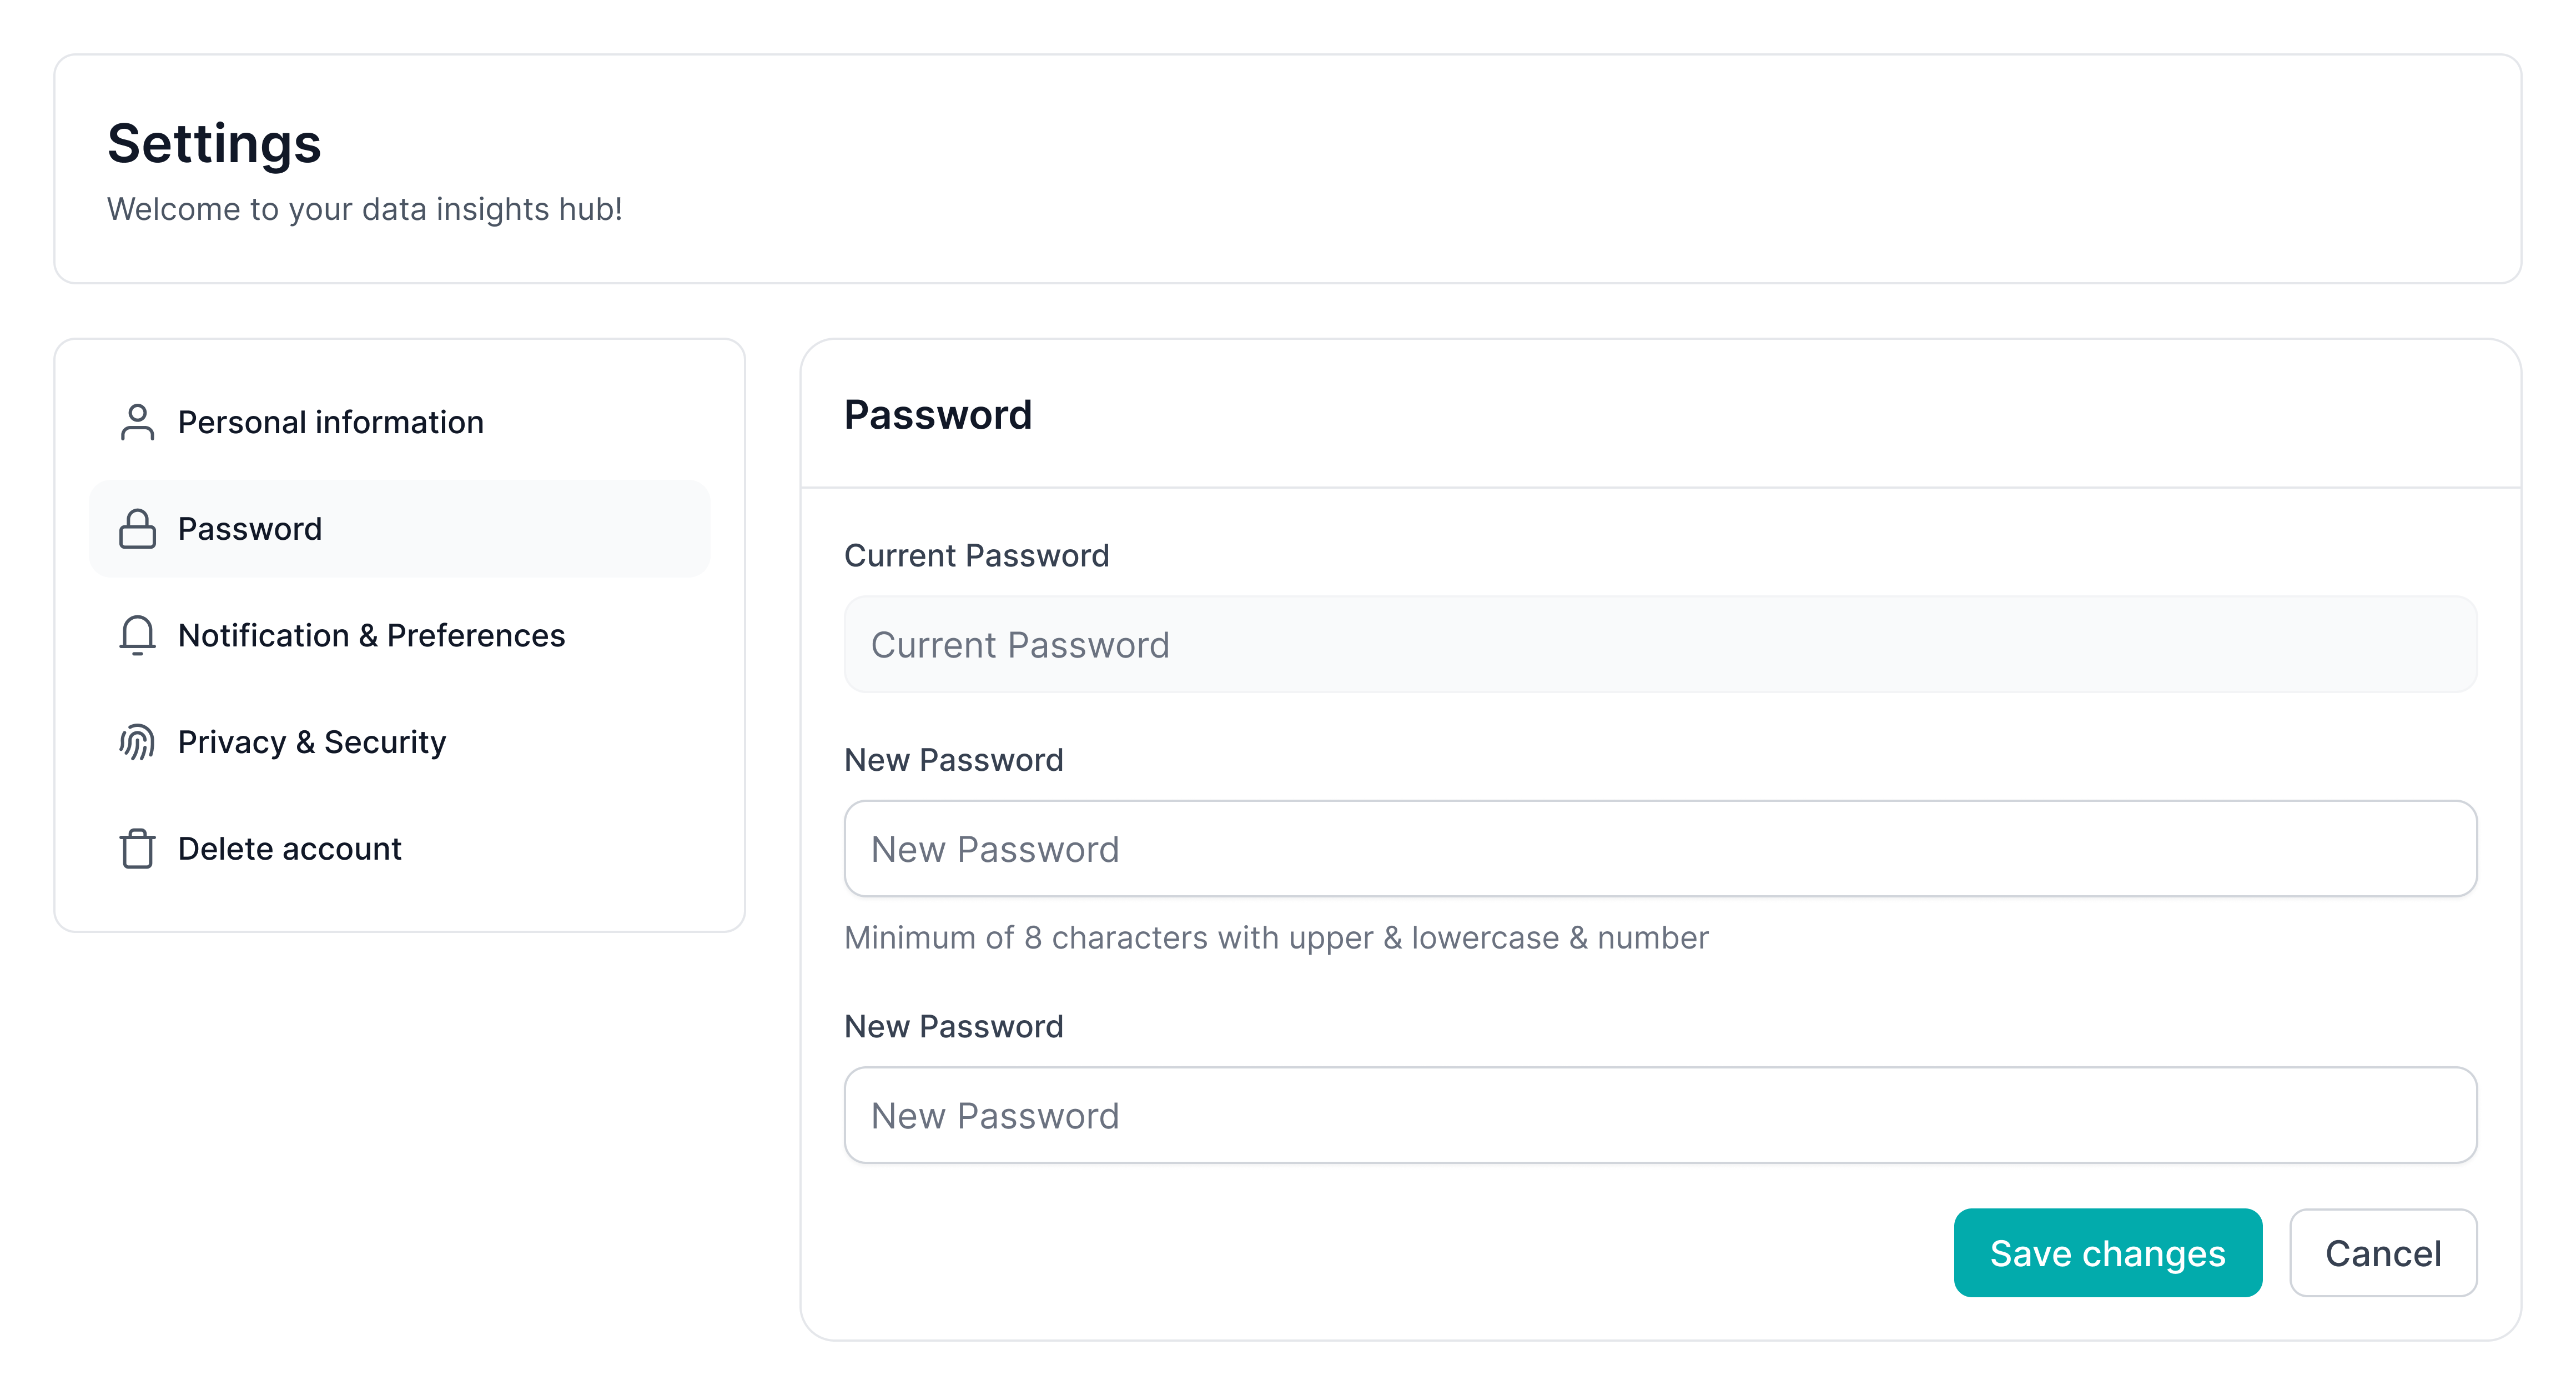 Settings
Welcome to your data insights hub!
Personal information
Password
Notification & Preferences
Privacy & Security
Delete account
Password
Current Password
Current Password
New Password
New Password
Minimum of 8 characters with upper & lowercase & number
New Password
New Password
Save changes
Cancel